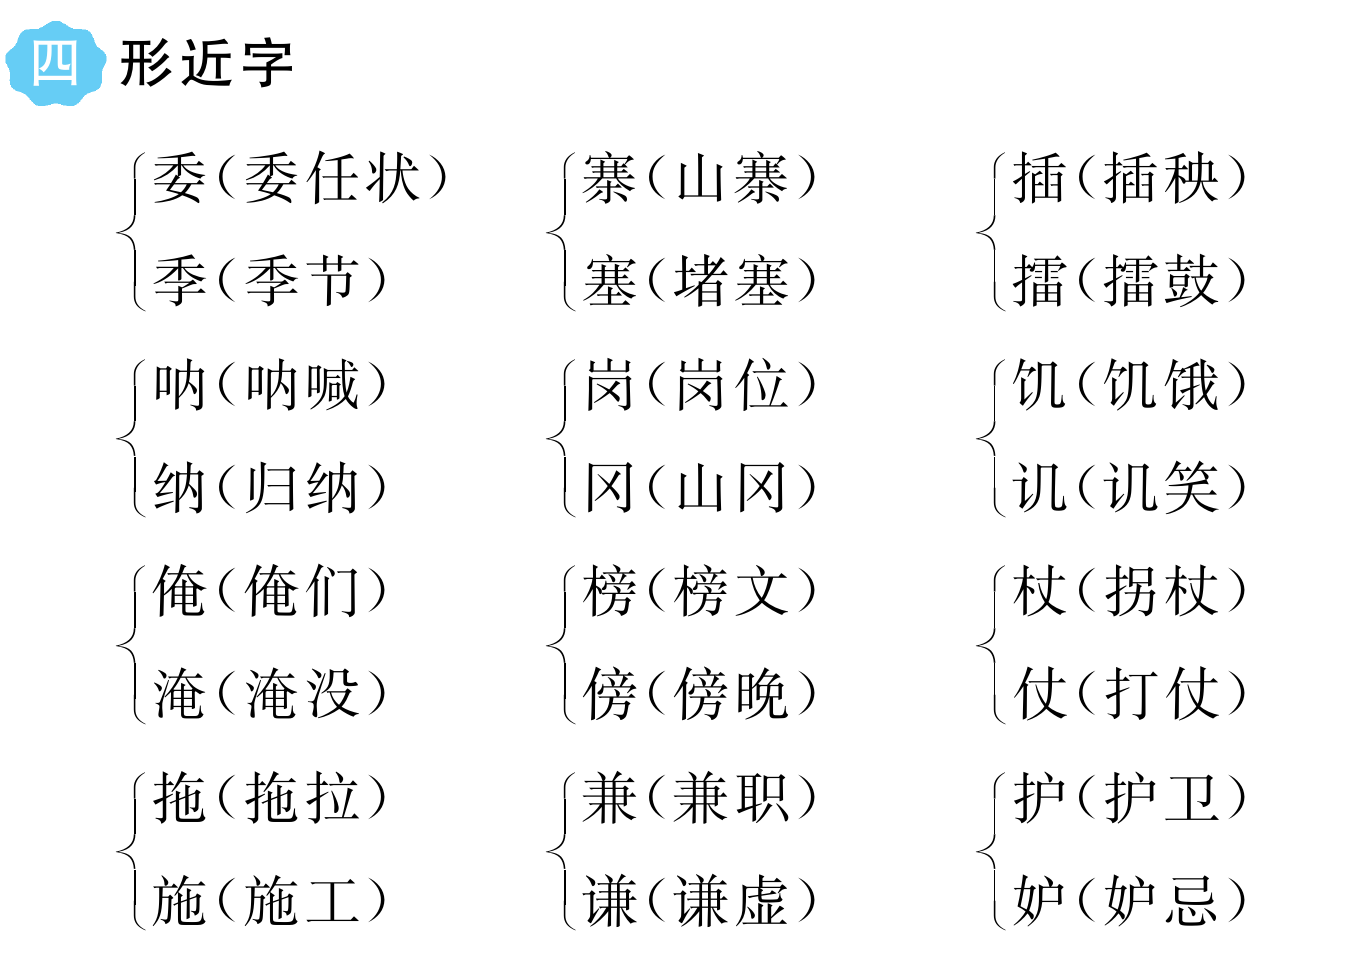 四 形近字
委(委任状) 寨(山寨) 插(插秧)
季(季节) 塞(堵塞) 擂(擂鼓)
呐(呐喊) 岗(岗位) 饥(饥饿)
纳(归纳) 冈(山冈) 讥(讥笑)
俺(俺们) 榜(榜文) 杖(拐杖)
淹(淹没) 傍(傍晚) 仗(打仗)
拖(拖拉) 兼(兼职) 护(护卫)
施(施工) 谦(谦虚) 妒(妒忌)